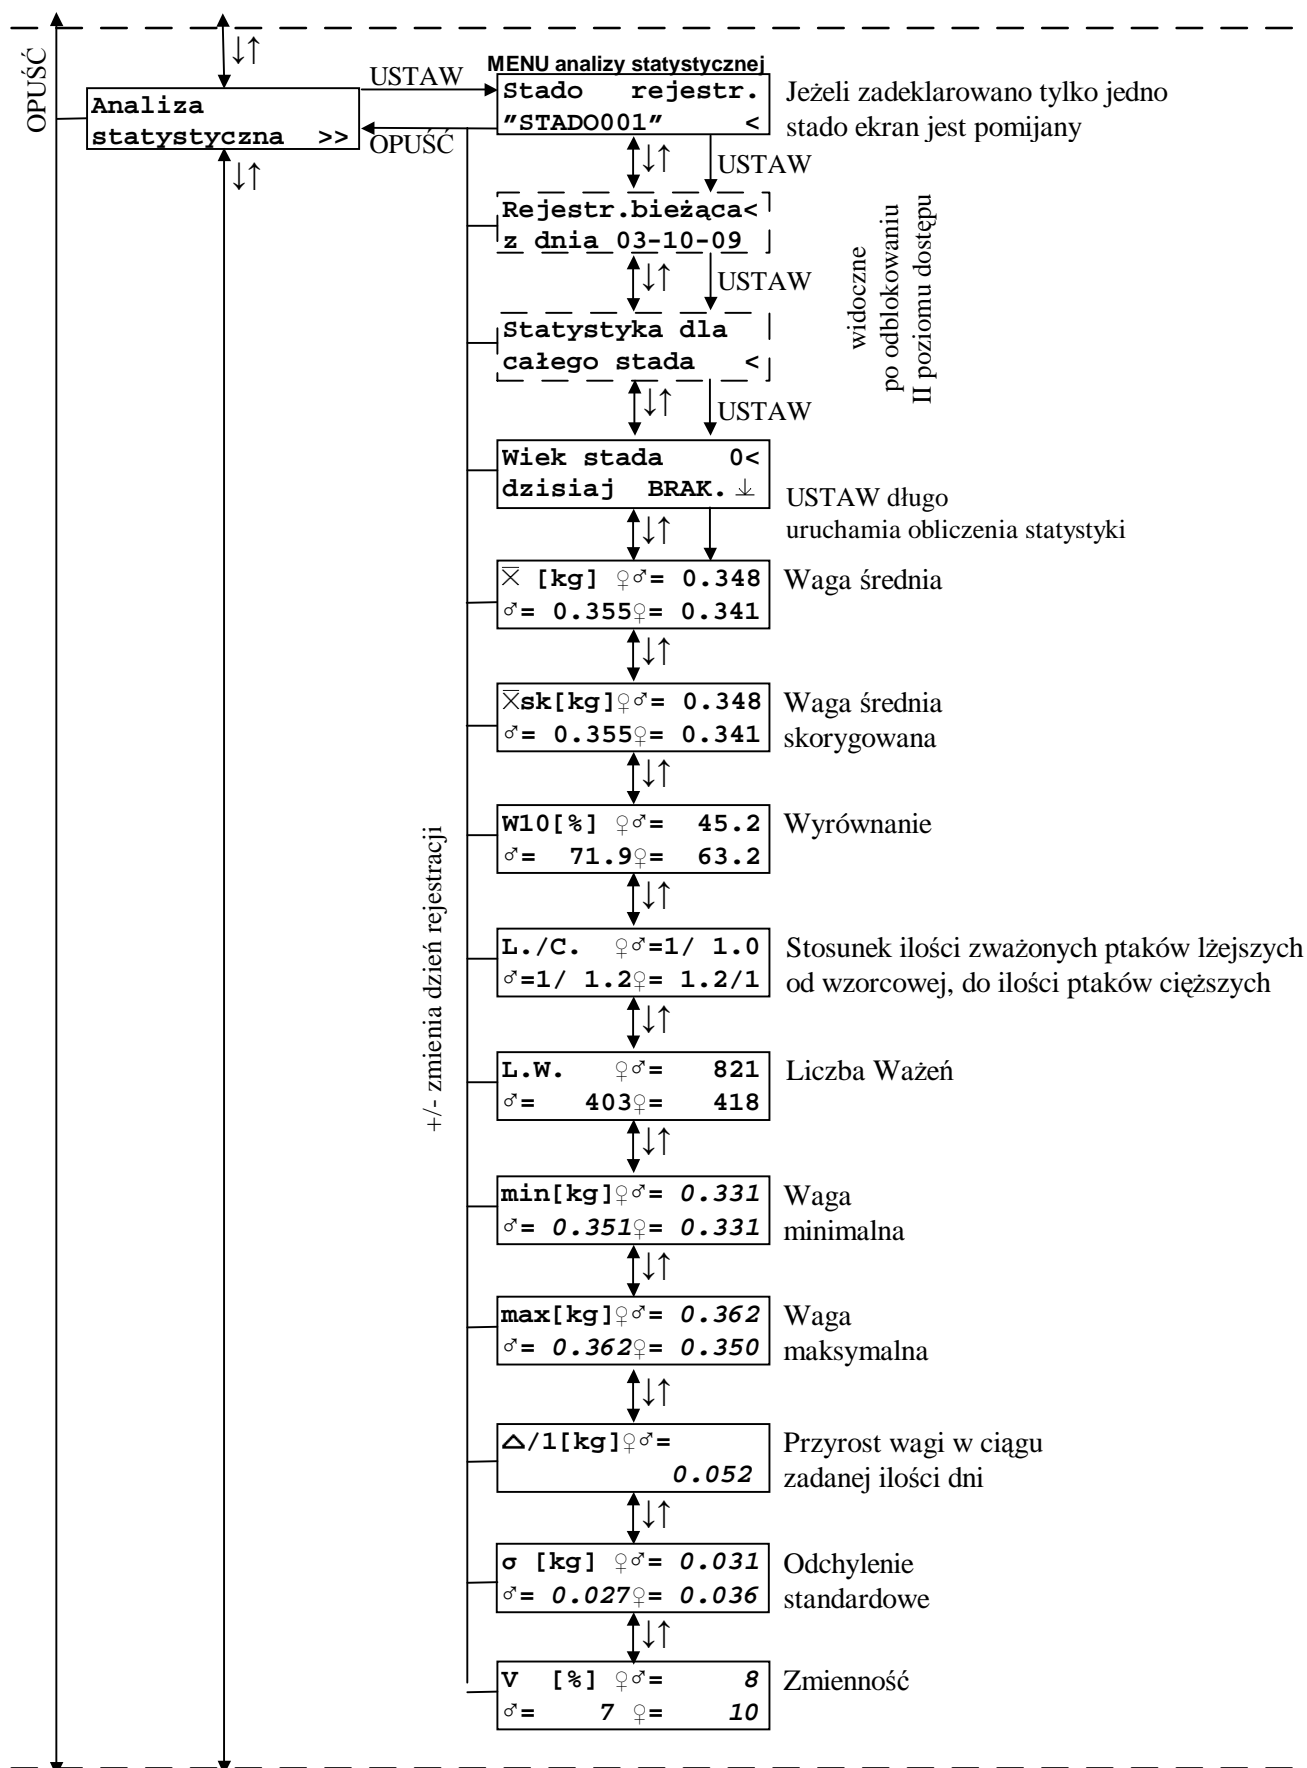 OPUŚĆ
↓↑
Analiza
statystyczna >>
↓↑
USTAW
OPUŚĆ
MENU analizy statystycznej
Stado rejestr.
"STADO001" <
Jeżeli zadeklarowano tylko jedno
stado ekran jest pomijany
↓↑ USTAW
Rejestr.bieżąca<
z dnia 03-10-09
↓↑ USTAW
widoczne
po odblokowaniu
II poziomu dostępu
Statystyka dla
całego stada <
↓↑ USTAW
Wiek stada 0<
dzisiaj BRAK. ↓
USTAW długo
uruchamia obliczenia statystyki
↓↑
X̅ [kg] ♀♂= 0.348
♂= 0.355♀= 0.341
Waga średnia
↓↑
X̅sk[kg]♀♂= 0.348
♂= 0.355♀= 0.341
Waga średnia
skorygowana
↓↑
+/- zmienia dzień rejestracji
W10[%] ♀♂= 45.2
♂= 71.9♀= 63.2
Wyrównanie
↓↑
L./C. ♀♂=1/ 1.0
♂=1/ 1.2♀= 1.2/1
Stosunek ilości zważonych ptaków lżejszych
od wzorcowej, do ilości ptaków cięższych
↓↑
L.W. ♀♂= 821
♂= 403♀= 418
Liczba Ważeń
↓↑
min[kg]♀♂= 0.331
♂= 0.351♀= 0.331
Waga
minimalna
↓↑
max[kg]♀♂= 0.362
♂= 0.362♀= 0.350
Waga
maksymalna
↓↑
△/1[kg]♀♂=
0.052
Przyrost wagi w ciągu
zadanej ilości dni
↓↑
σ [kg] ♀♂= 0.031
♂= 0.027♀= 0.036
Odchylenie
standardowe
↓↑
V [%] ♀♂= 8
♂= 7 ♀= 10
Zmienność